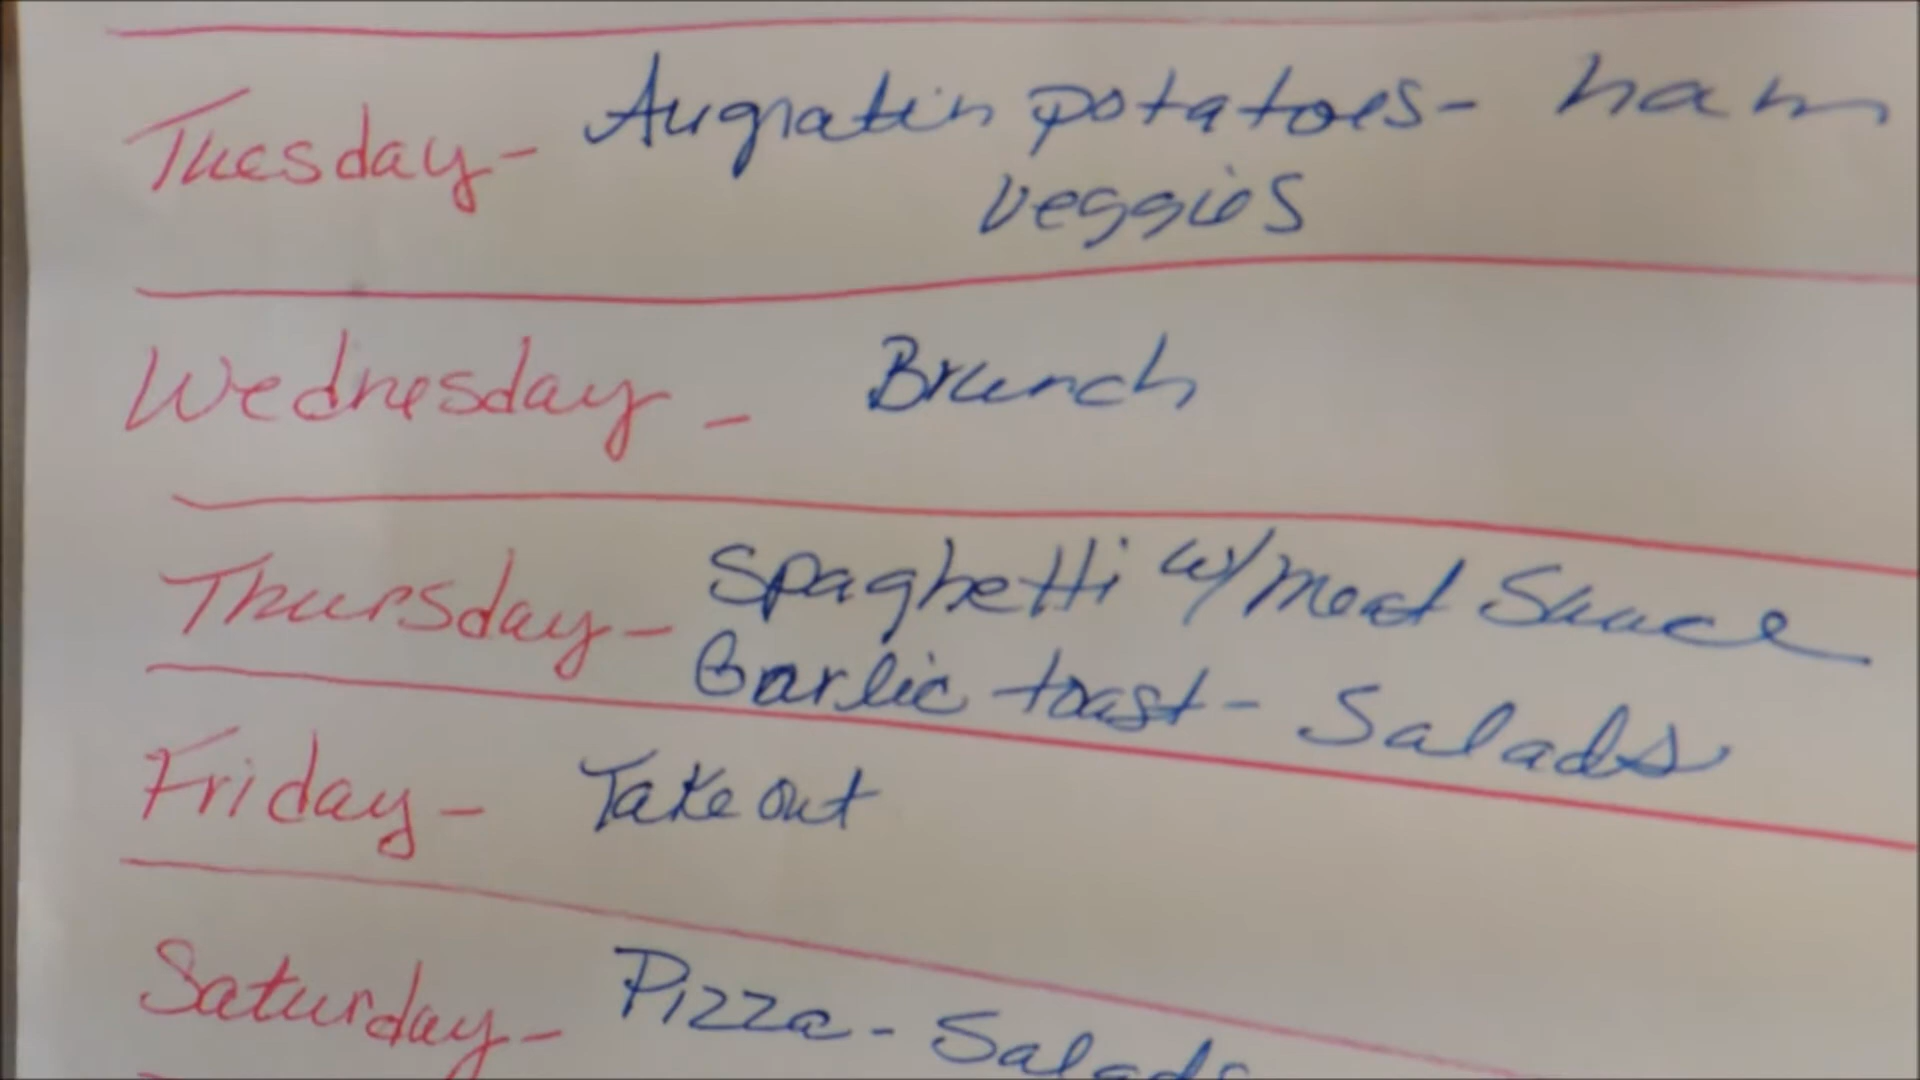 Tuesday - Augratin potatoes - ham
veggies
Wednesday - Brunch
Thursday - Spaghetti w/ Meat Sauce
Garlic toast - Salads
Friday - Take out
Saturday - Pizza - Salads